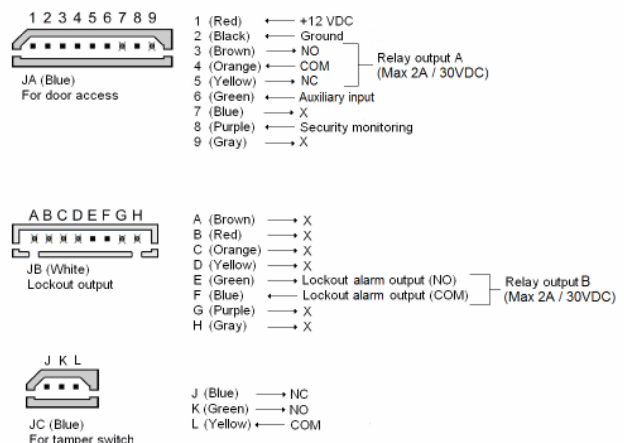 1 2 3 4 5 6 7 8 9
JA (Blue)
For door access
1 (Red) +12 VDC
2 (Black) Ground
3 (Brown) NO
4 (Orange) COM
5 (Yellow) NC
6 (Green) Auxiliary input
7 (Blue) X
8 (Purple) Security monitoring
9 (Gray) X
Relay output A
(Max 2A / 30VDC)
A B C D E F G H
JB (White)
Lockout output
A (Brown) X
B (Red) X
C (Orange) X
D (Yellow) X
E (Green) Lockout alarm output (NO)
F (Blue) Lockout alarm output (COM)
G (Purple) X
H (Gray) X
Relay output B
(Max 2A / 30VDC)
J K L
JC (Blue)
For tamper switch
J (Blue) NC
K (Green) NO
L (Yellow) COM